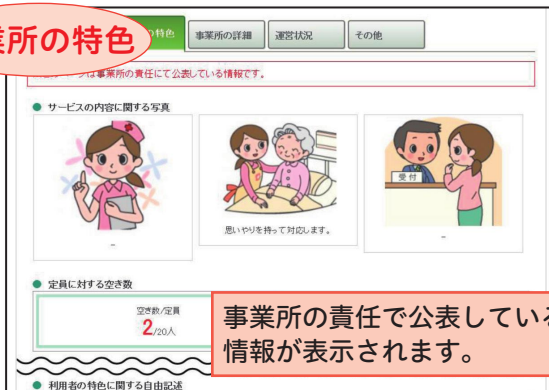 業所の特色
の特色
事業所の詳細
運営状況
その他
は事業所の責任にて公表している情報です。
サービスの内容に関する写真
受付
–
思いやりを持って対応します。
–
定員に対する空き数
空き数/定員
2/20人
事業所の責任で公表している
情報が表示されます。
利用者の特色に関する自由記述